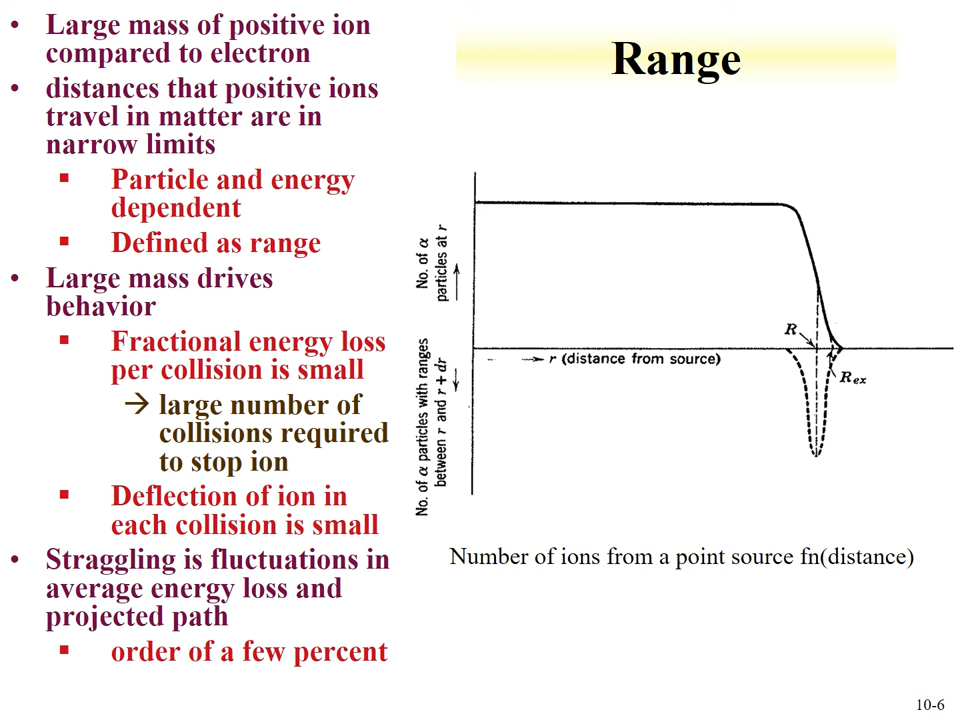 • Large mass of positive ion
compared to electron
• distances that positive ions
travel in matter are in
narrow limits
▪ Particle and energy
dependent
▪ Defined as range
• Large mass drives
behavior
▪ Fractional energy loss
per collision is small
→ large number of
collisions required
to stop ion
▪ Deflection of ion in
each collision is small
• Straggling is fluctuations in
average energy loss and
projected path
▪ order of a few percent
Range
No. of α
particles at r
No. of α particles with ranges
between r and r + dr
R
r (distance from source)
Rex
Number of ions from a point source fn(distance)
10-6